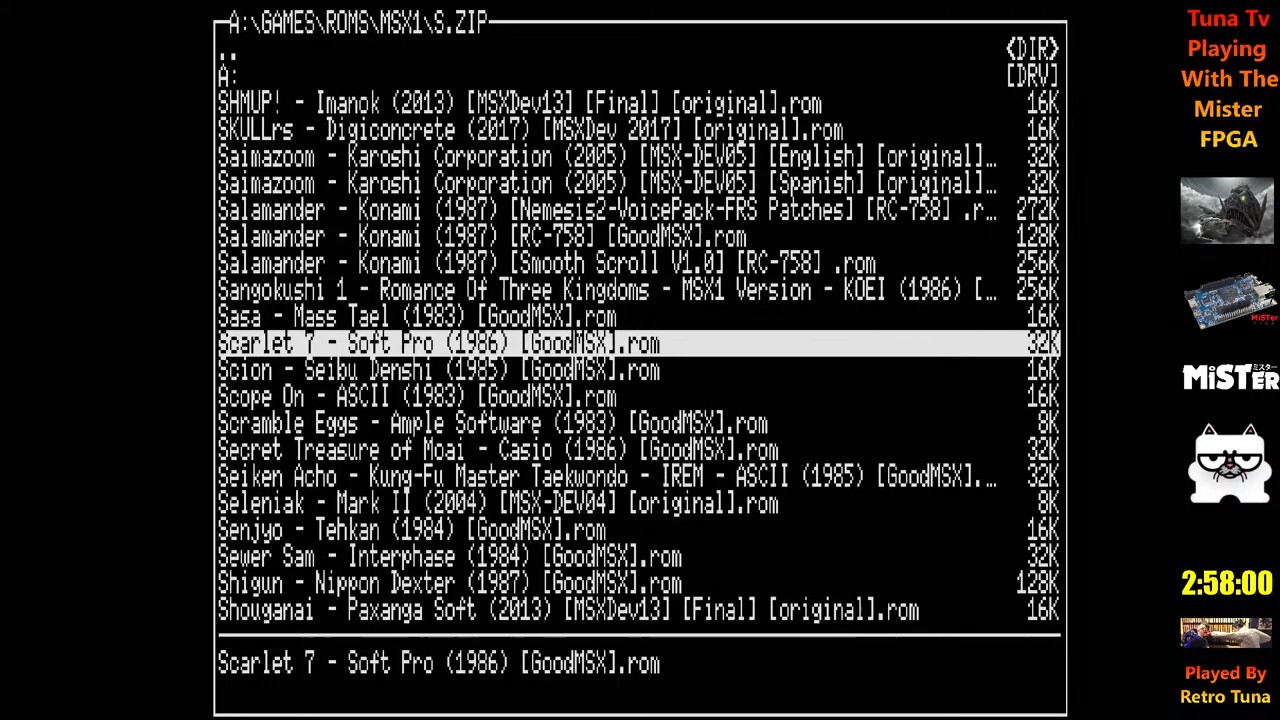 A:\GAMES\ROMS\MSX1\S.ZIP
.. <DIR>
A: [DRV]
SHMUP! - Imanok (2013) [MSXDev13] [Final] [original].rom 16K
SKULLrs - Digiconcrete (2017) [MSXDev 2017] [original].rom 16K
Saimazoom - Karoshi Corporation (2005) [MSX-DEV05] [English] [original]… 32K
Saimazoom - Karoshi Corporation (2005) [MSX-DEV05] [Spanish] [original]… 32K
Salamander - Konami (1987) [Nemesis2-VoicePack-FRS Patches] [RC-758] .r… 272K
Salamander - Konami (1987) [RC-758] [GoodMSX].rom 128K
Salamander - Konami (1987) [Smooth Scroll V1.0] [RC-758] .rom 256K
Sangokushi 1 - Romance Of Three Kingdoms - MSX1 Version - KOEI (1986) [… 256K
Sasa - Mass Tael (1983) [GoodMSX].rom 16K
Scarlet 7 - Soft Pro (1986) [GoodMSX].rom 32K
Scion - Seibu Denshi (1985) [GoodMSX].rom 16K
Scope On - ASCII (1983) [GoodMSX].rom 16K
Scramble Eggs - Ample Software (1983) [GoodMSX].rom 8K
Secret Treasure of Moai - Casio (1986) [GoodMSX].rom 32K
Seiken Acho - Kung-Fu Master Taekwondo - IREM - ASCII (1985) [GoodMSX].… 32K
Seleniak - Mark II (2004) [MSX-DEV04] [original].rom 8K
Senjyo - Tehkan (1984) [GoodMSX].rom 16K
Sewer Sam - Interphase (1984) [GoodMSX].rom 32K
Shigun - Nippon Dexter (1987) [GoodMSX].rom 128K
Shouganai - Paxanga Soft (2013) [MSXDev13] [Final] [original].rom 16K
Scarlet 7 - Soft Pro (1986) [GoodMSX].rom
Tuna Tv
Playing
With The
Mister
FPGA
MiSTer
MiSTer
ミスター
2:58:00
Played By
Retro Tuna